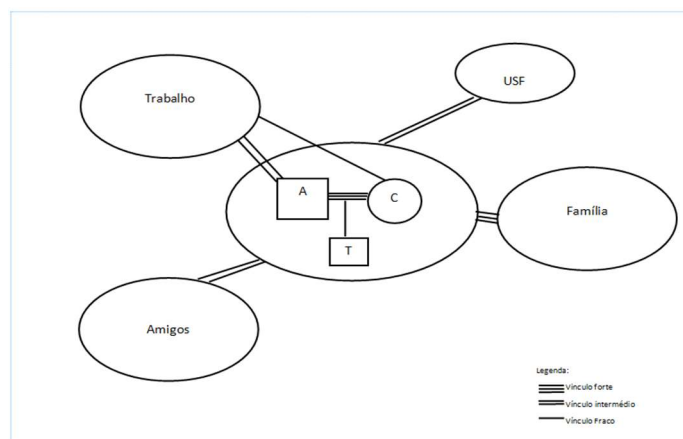 Trabalho
USF
A
C
T
Família
Amigos
Legenda:
Vínculo forte
Vínculo intermédio
Vínculo Fraco